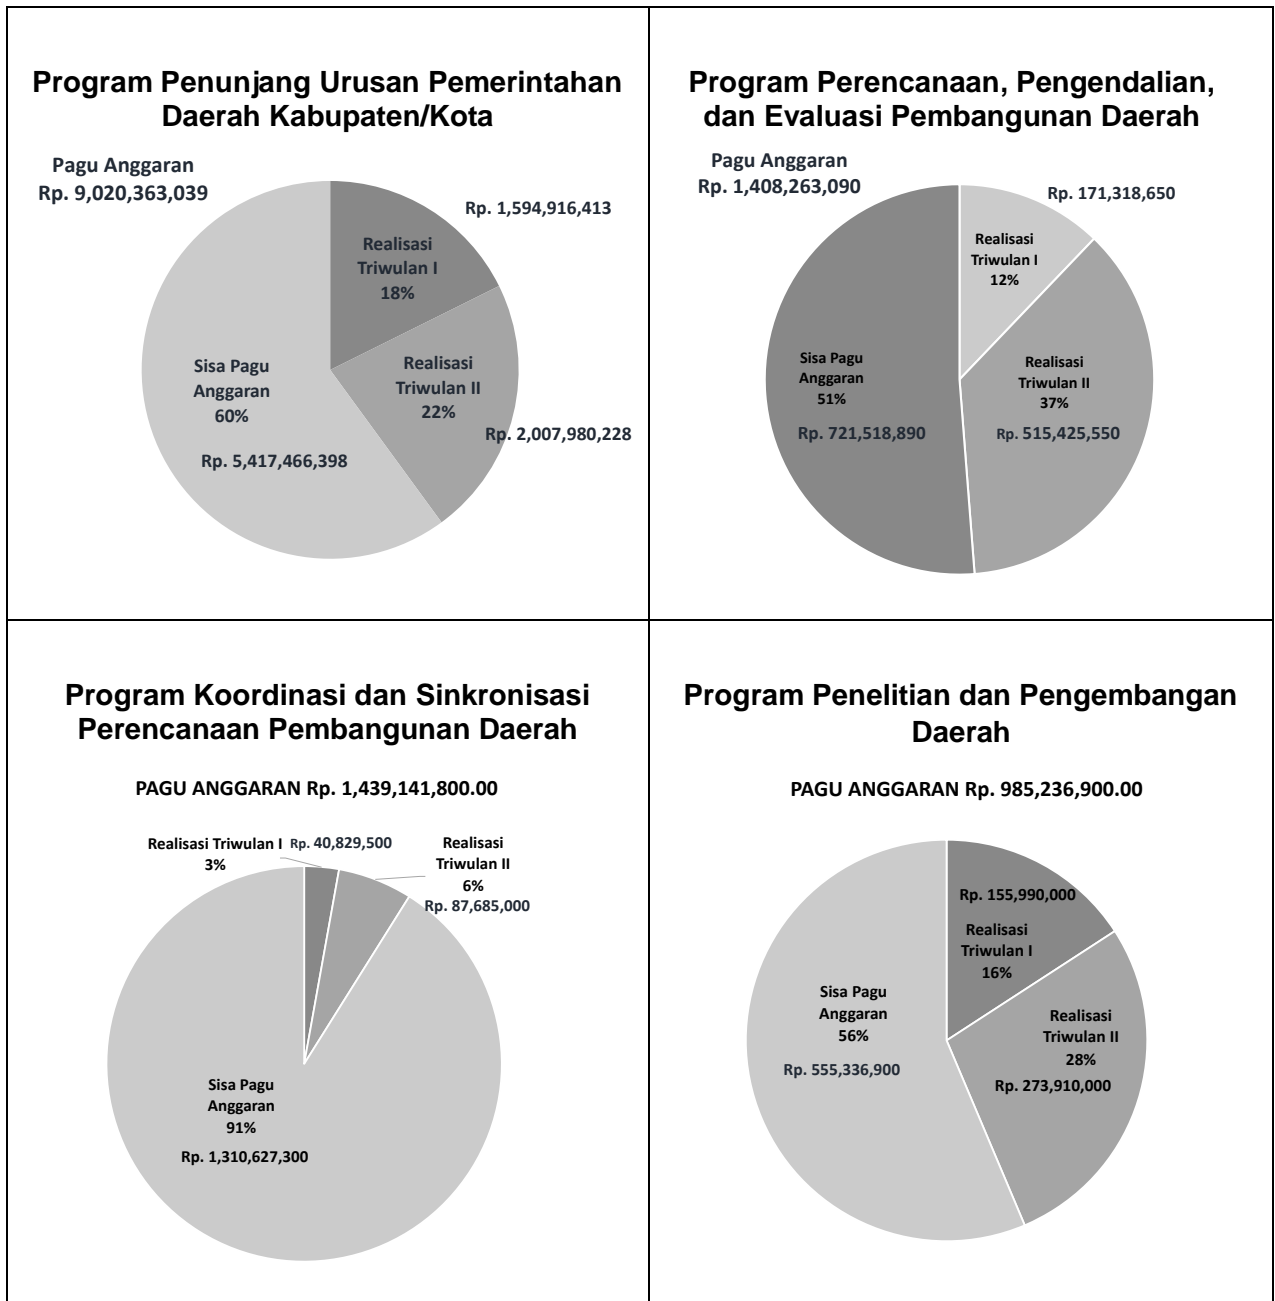 Program Penunjang Urusan Pemerintahan
Daerah Kabupaten/Kota
Pagu Anggaran
Rp. 9,020,363,039
Rp. 1,594,916,413
Realisasi
Triwulan I
18%
Realisasi
Triwulan II
22%
Rp. 2,007,980,228
Sisa Pagu
Anggaran
60%
Rp. 5,417,466,398
Program Perencanaan, Pengendalian,
dan Evaluasi Pembangunan Daerah
Pagu Anggaran
Rp. 1,408,263,090
Rp. 171,318,650
Realisasi
Triwulan I
12%
Realisasi
Triwulan II
37%
Rp. 515,425,550
Sisa Pagu
Anggaran
51%
Rp. 721,518,890
Program Koordinasi dan Sinkronisasi
Perencanaan Pembangunan Daerah
PAGU ANGGARAN Rp. 1,439,141,800.00
Realisasi Triwulan I
3%
Rp. 40,829,500
Realisasi
Triwulan II
6%
Rp. 87,685,000
Sisa Pagu
Anggaran
91%
Rp. 1,310,627,300
Program Penelitian dan Pengembangan
Daerah
PAGU ANGGARAN Rp. 985,236,900.00
Rp. 155,990,000
Realisasi
Triwulan I
16%
Realisasi
Triwulan II
28%
Rp. 273,910,000
Sisa Pagu
Anggaran
56%
Rp. 555,336,900